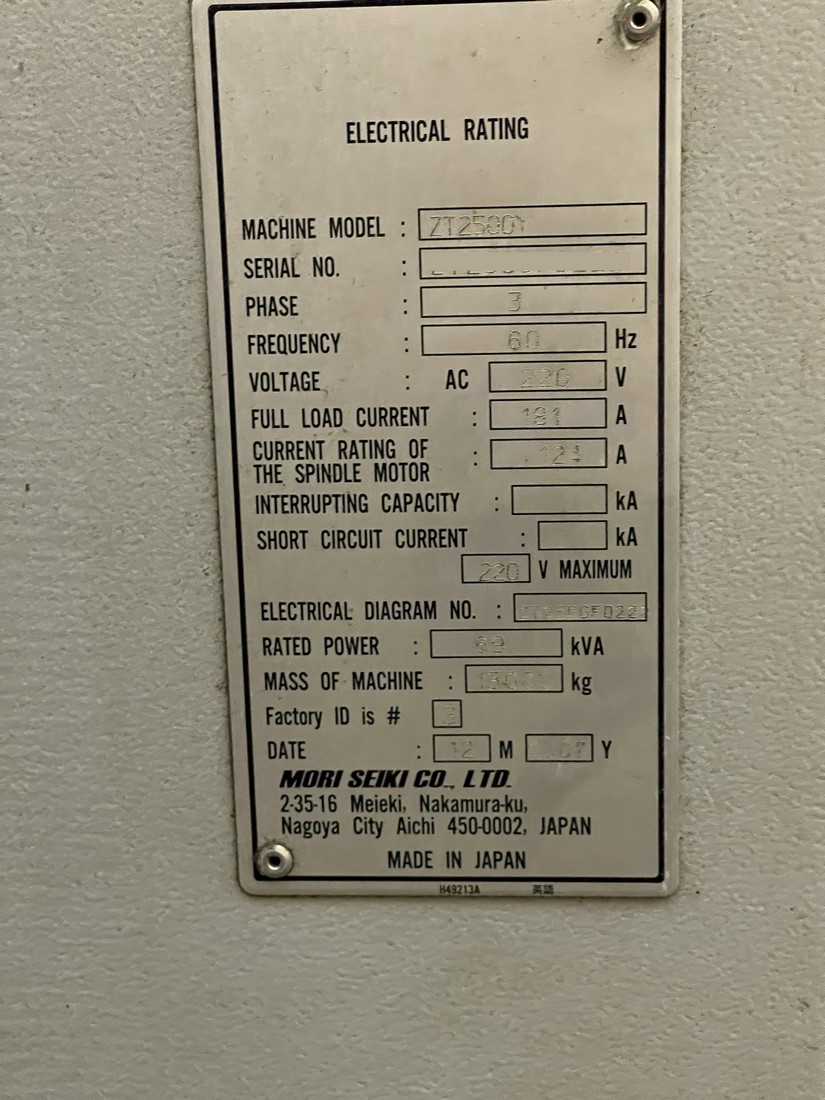 ELECTRICAL RATING
MACHINE MODEL : ZT2500Y
SERIAL NO. :
PHASE : 3
FREQUENCY : 60 Hz
VOLTAGE : AC 220 V
FULL LOAD CURRENT : 181 A
CURRENT RATING OF
THE SPINDLE MOTOR : A
INTERRUPTING CAPACITY : kA
SHORT CIRCUIT CURRENT : kA
220 V MAXIMUM
ELECTRICAL DIAGRAM NO. :
RATED POWER : 69 kVA
MASS OF MACHINE : kg
Factory ID is #
DATE : 12 M Y
MORI SEIKI CO., LTD.
2-35-16 Meieki, Nakamura-ku,
Nagoya City Aichi 450-0002, JAPAN
MADE IN JAPAN
H49213A 英語